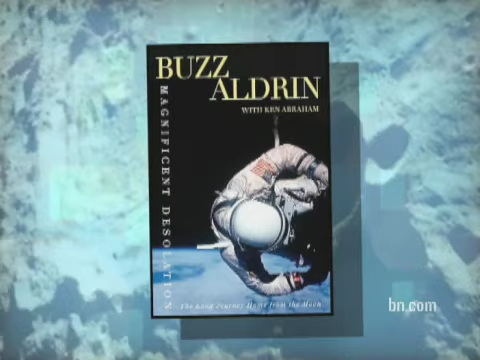 BUZZ
ALDRIN
WITH KEN ABRAHAM
MAGNIFICENT DESOLATION
The Long Journey Home from the Moon
bn.com